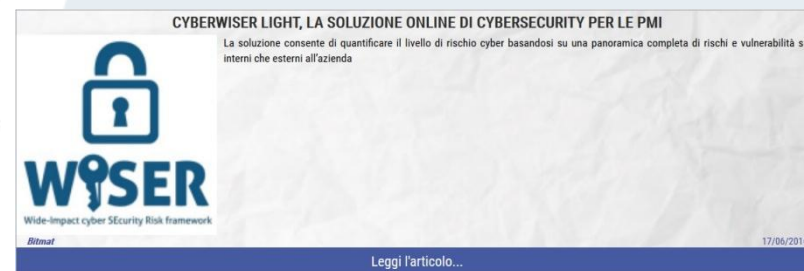 CYBERWISER LIGHT, LA SOLUZIONE ONLINE DI CYBERSECURITY PER LE PMI
La soluzione consente di quantificare il livello di rischio cyber basandosi su una panoramica completa di rischi e vulnerabilità
interni che esterni all'azienda
WISER
Wide-Impact cyber SEcurity Risk framework
Bitmat
Leggi l'articolo...